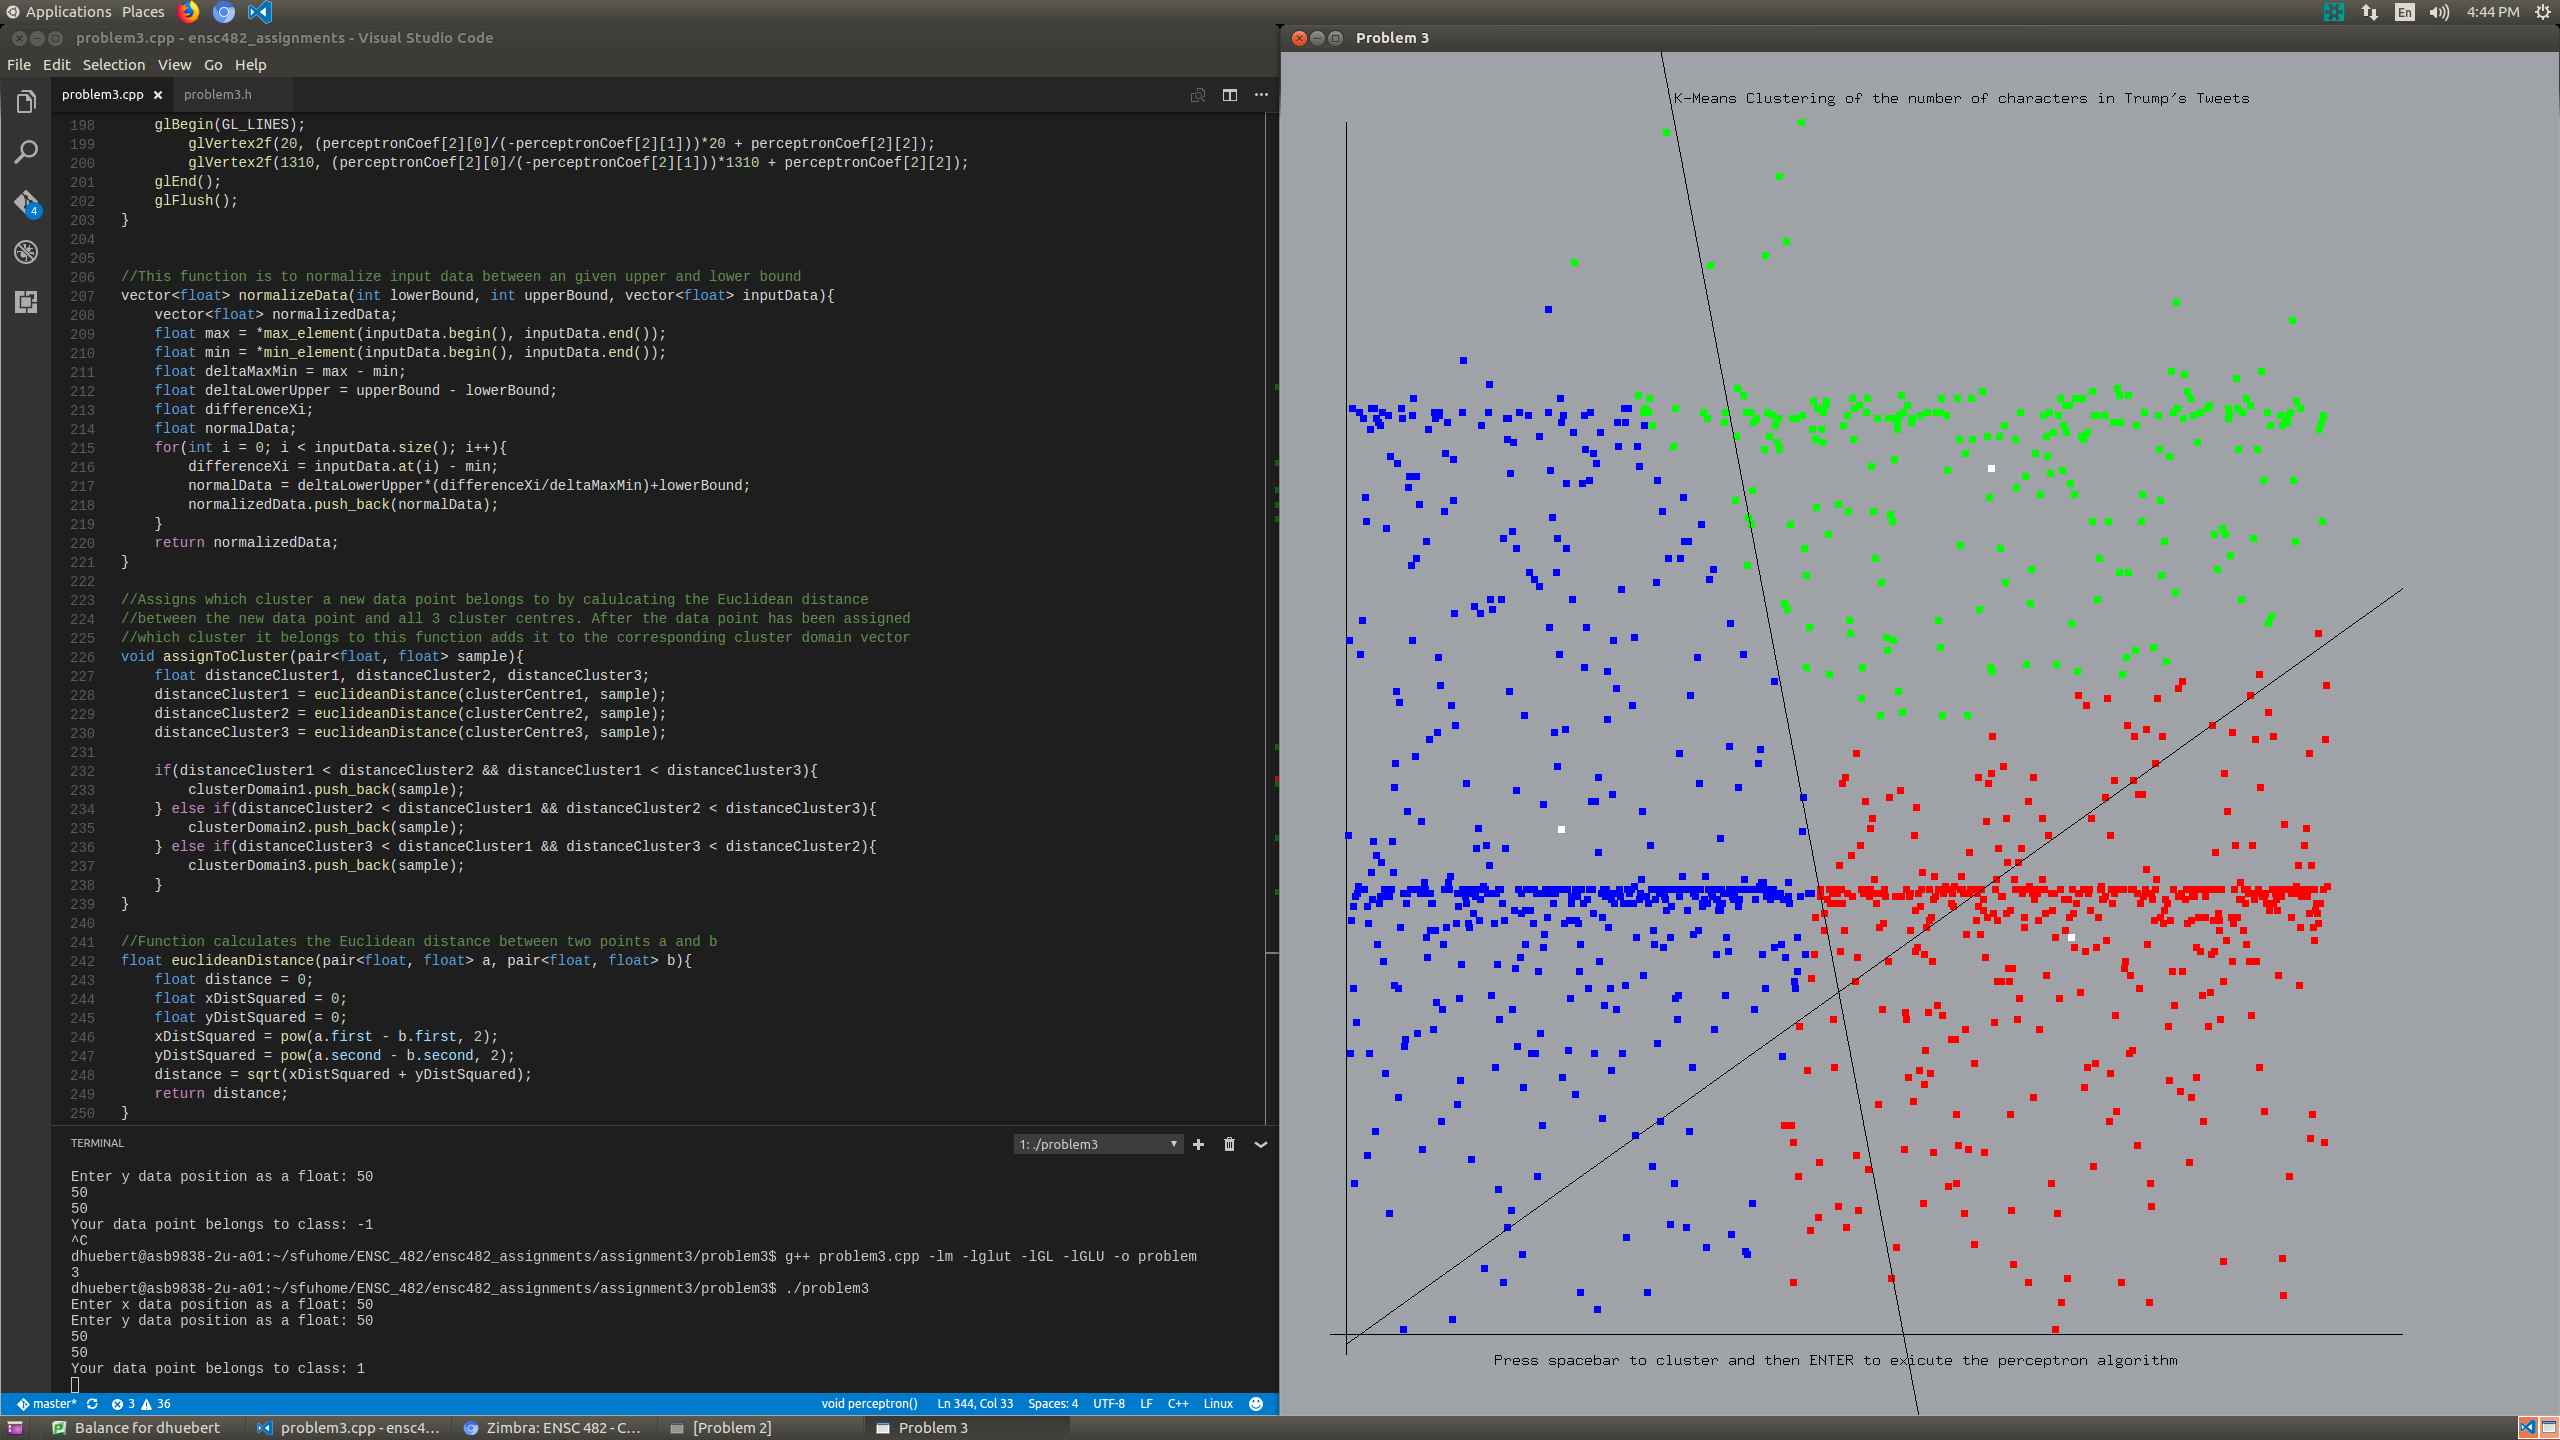 Applications Places En 4:44 PM
problem3.cpp - ensc482_assignments - Visual Studio Code
File Edit Selection View Go Help
problem3.cpp × problem3.h
4
198 glBegin(GL_LINES);
199 glVertex2f(20, (perceptronCoef[2][0]/(-perceptronCoef[2][1]))*20 + perceptronCoef[2][2]);
200 glVertex2f(1310, (perceptronCoef[2][0]/(-perceptronCoef[2][1]))*1310 + perceptronCoef[2][2]);
201 glEnd();
202 glFlush();
203 }
204
205
206 //This function is to normalize input data between an given upper and lower bound
207 vector<float> normalizeData(int lowerBound, int upperBound, vector<float> inputData){
208 vector<float> normalizedData;
209 float max = *max_element(inputData.begin(), inputData.end());
210 float min = *min_element(inputData.begin(), inputData.end());
211 float deltaMaxMin = max - min;
212 float deltaLowerUpper = upperBound - lowerBound;
213 float differenceXi;
214 float normalData;
215 for(int i = 0; i < inputData.size(); i++){
216 differenceXi = inputData.at(i) - min;
217 normalData = deltaLowerUpper*(differenceXi/deltaMaxMin)+lowerBound;
218 normalizedData.push_back(normalData);
219 }
220 return normalizedData;
221 }
222
223 //Assigns which cluster a new data point belongs to by calulcating the Euclidean distance
224 //between the new data point and all 3 cluster centres. After the data point has been assigned
225 //which cluster it belongs to this function adds it to the corresponding cluster domain vector
226 void assignToCluster(pair<float, float> sample){
227 float distanceCluster1, distanceCluster2, distanceCluster3;
228 distanceCluster1 = euclideanDistance(clusterCentre1, sample);
229 distanceCluster2 = euclideanDistance(clusterCentre2, sample);
230 distanceCluster3 = euclideanDistance(clusterCentre3, sample);
231
232 if(distanceCluster1 < distanceCluster2 && distanceCluster1 < distanceCluster3){
233 clusterDomain1.push_back(sample);
234 } else if(distanceCluster2 < distanceCluster1 && distanceCluster2 < distanceCluster3){
235 clusterDomain2.push_back(sample);
236 } else if(distanceCluster3 < distanceCluster1 && distanceCluster3 < distanceCluster2){
237 clusterDomain3.push_back(sample);
238 }
239 }
240
241 //Function calculates the Euclidean distance between two points a and b
242 float euclideanDistance(pair<float, float> a, pair<float, float> b){
243 float distance = 0;
244 float xDistSquared = 0;
245 float yDistSquared = 0;
246 xDistSquared = pow(a.first - b.first, 2);
247 yDistSquared = pow(a.second - b.second, 2);
248 distance = sqrt(xDistSquared + yDistSquared);
249 return distance;
250 }
TERMINAL 1: ./problem3
Enter y data position as a float: 50
50
50
Your data point belongs to class: -1
^C
dhuebert@asb9838-2u-a01:~/sfuhome/ENSC_482/ensc482_assignments/assignment3/problem3$ g++ problem3.cpp -lm -lglut -lGL -lGLU -o problem
3
dhuebert@asb9838-2u-a01:~/sfuhome/ENSC_482/ensc482_assignments/assignment3/problem3$ ./problem3
Enter x data position as a float: 50
Enter y data position as a float: 50
50
50
Your data point belongs to class: 1
master* 3 36 void perceptron() Ln 344, Col 33 Spaces: 4 UTF-8 LF C++ Linux
Problem 3
K-Means Clustering of the number of characters in Trump's Tweets
Press spacebar to cluster and then ENTER to exicute the perceptron algorithm
Balance for dhuebert problem3.cpp - ensc4... Zimbra: ENSC 482 - C... [Problem 2] Problem 3